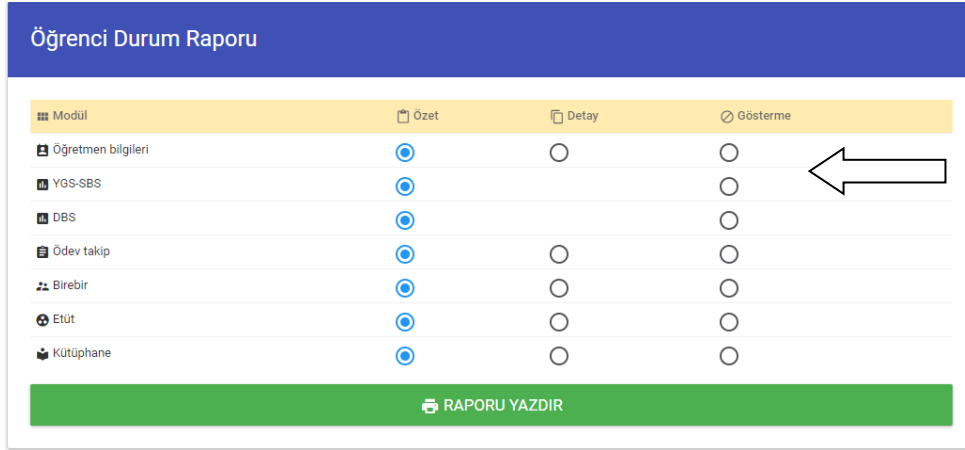 Öğrenci Durum Raporu
Modül Özet Detay Gösterme
Öğretmen bilgileri
YGS-SBS
DBS
Ödev takip
Birebir
Etüt
Kütüphane
RAPORU YAZDIR